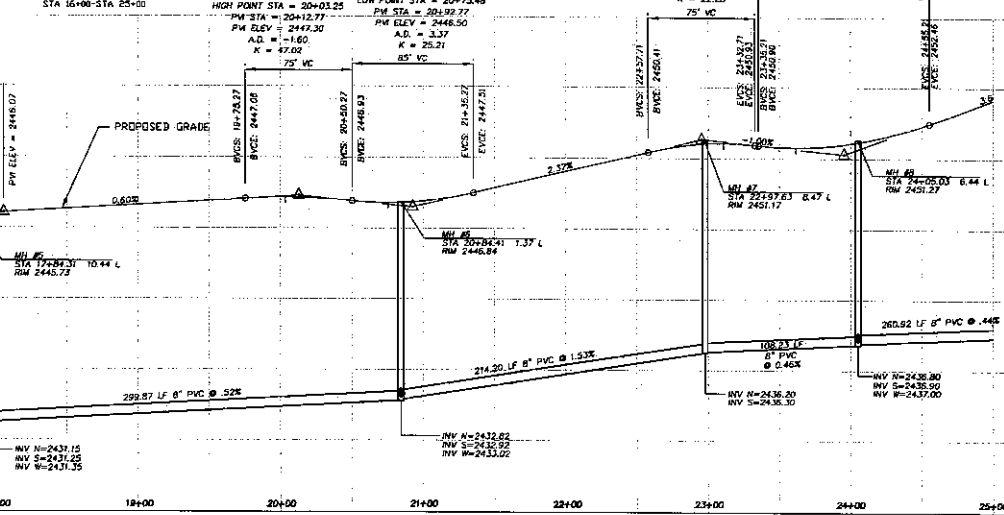 STA 16+00-STA 25+00
HIGH POINT STA = 20+03.25
PVI STA = 20+12.77
PVI ELEV = 2447.30
A.D. = -1.60
K = 47.02
75' VC
LOW POINT STA = 20+75.48
PVI STA = 20+92.77
PVI ELEV = 2446.50
A.D. = 3.37
K = 25.21
85' VC
75' VC
PVI ELEV = 2446.07
PROPOSED GRADE
BVCS: 19+75.27
BVCE: 2447.08
BVCS: 20+50.27
BVCE: 2446.93
EVCS: 21+35.27
EVCE: 2447.51
BVCS: 22+57.71
BVCE: 2450.41
EVCS: 23+32.71
EVCE: 2450.93
BVCS: 23+35.21
BVCE: 2450.90
EVCS: 24+55.21
EVCE: 2452.46
0.60%
2.37%
-1.00%
3.9
MH #5
STA 17+84.31 10.44 L
RIM 2445.73
MH #6
STA 20+84.41 1.37 L
RIM 2446.84
MH #7
STA 22+97.63 8.47 L
RIM 2451.17
MH #8
STA 24+05.03 6.44 L
RIM 2451.27
299.87 LF 8" PVC @ .52%
214.20 LF 8" PVC @ 1.53%
108.23 LF
8" PVC
@ 0.46%
260.92 LF 8" PVC @ .44%
INV N=2431.15
INV S=2431.25
INV W=2431.35
INV N=2432.82
INV S=2432.92
INV W=2433.02
INV N=2436.20
INV S=2436.30
INV N=2436.80
INV S=2436.90
INV W=2437.00
00
19+00
20+00
21+00
22+00
23+00
24+00
25+00